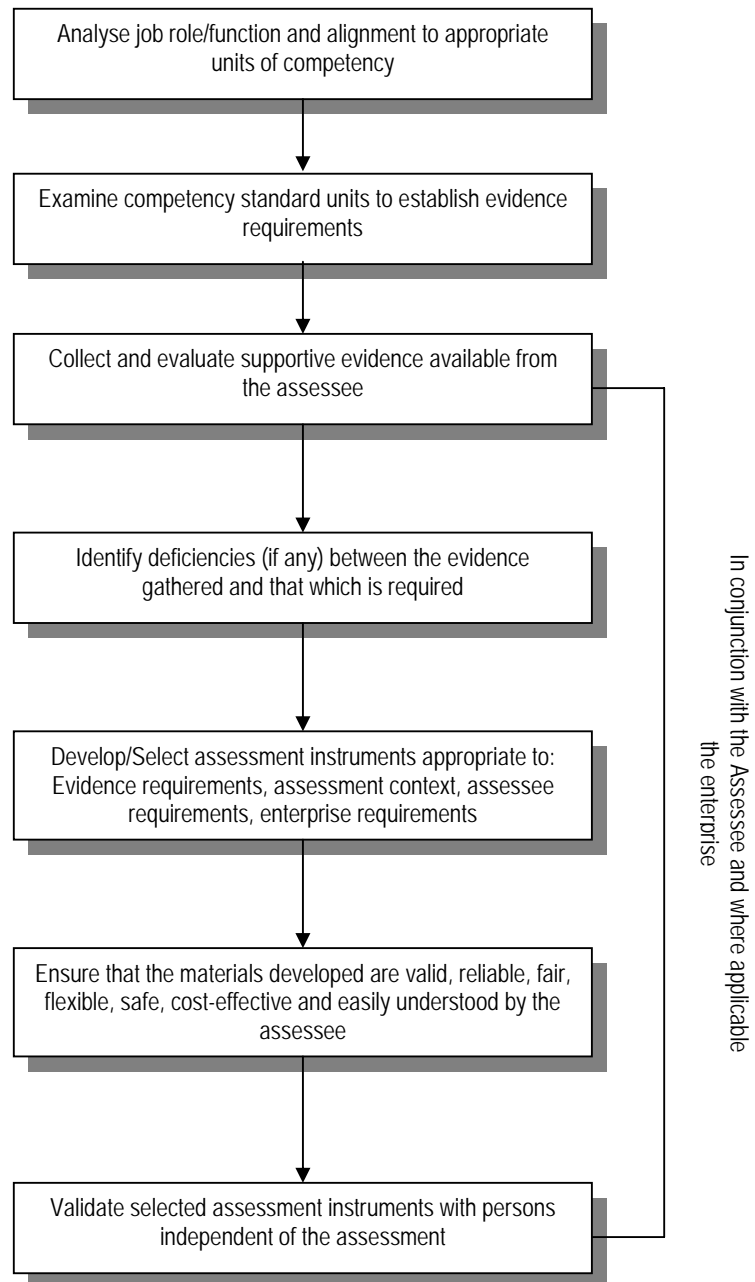 Analyse job role/function and alignment to appropriate
units of competency
Examine competency standard units to establish evidence
requirements
Collect and evaluate supportive evidence available from
the assessee
Identify deficiencies (if any) between the evidence
gathered and that which is required
Develop/Select assessment instruments appropriate to:
Evidence requirements, assessment context, assessee
requirements, enterprise requirements
Ensure that the materials developed are valid, reliable, fair,
flexible, safe, cost-effective and easily understood by the
assessee
Validate selected assessment instruments with persons
independent of the assessment
In conjunction with the Assessee and where applicable
the enterprise